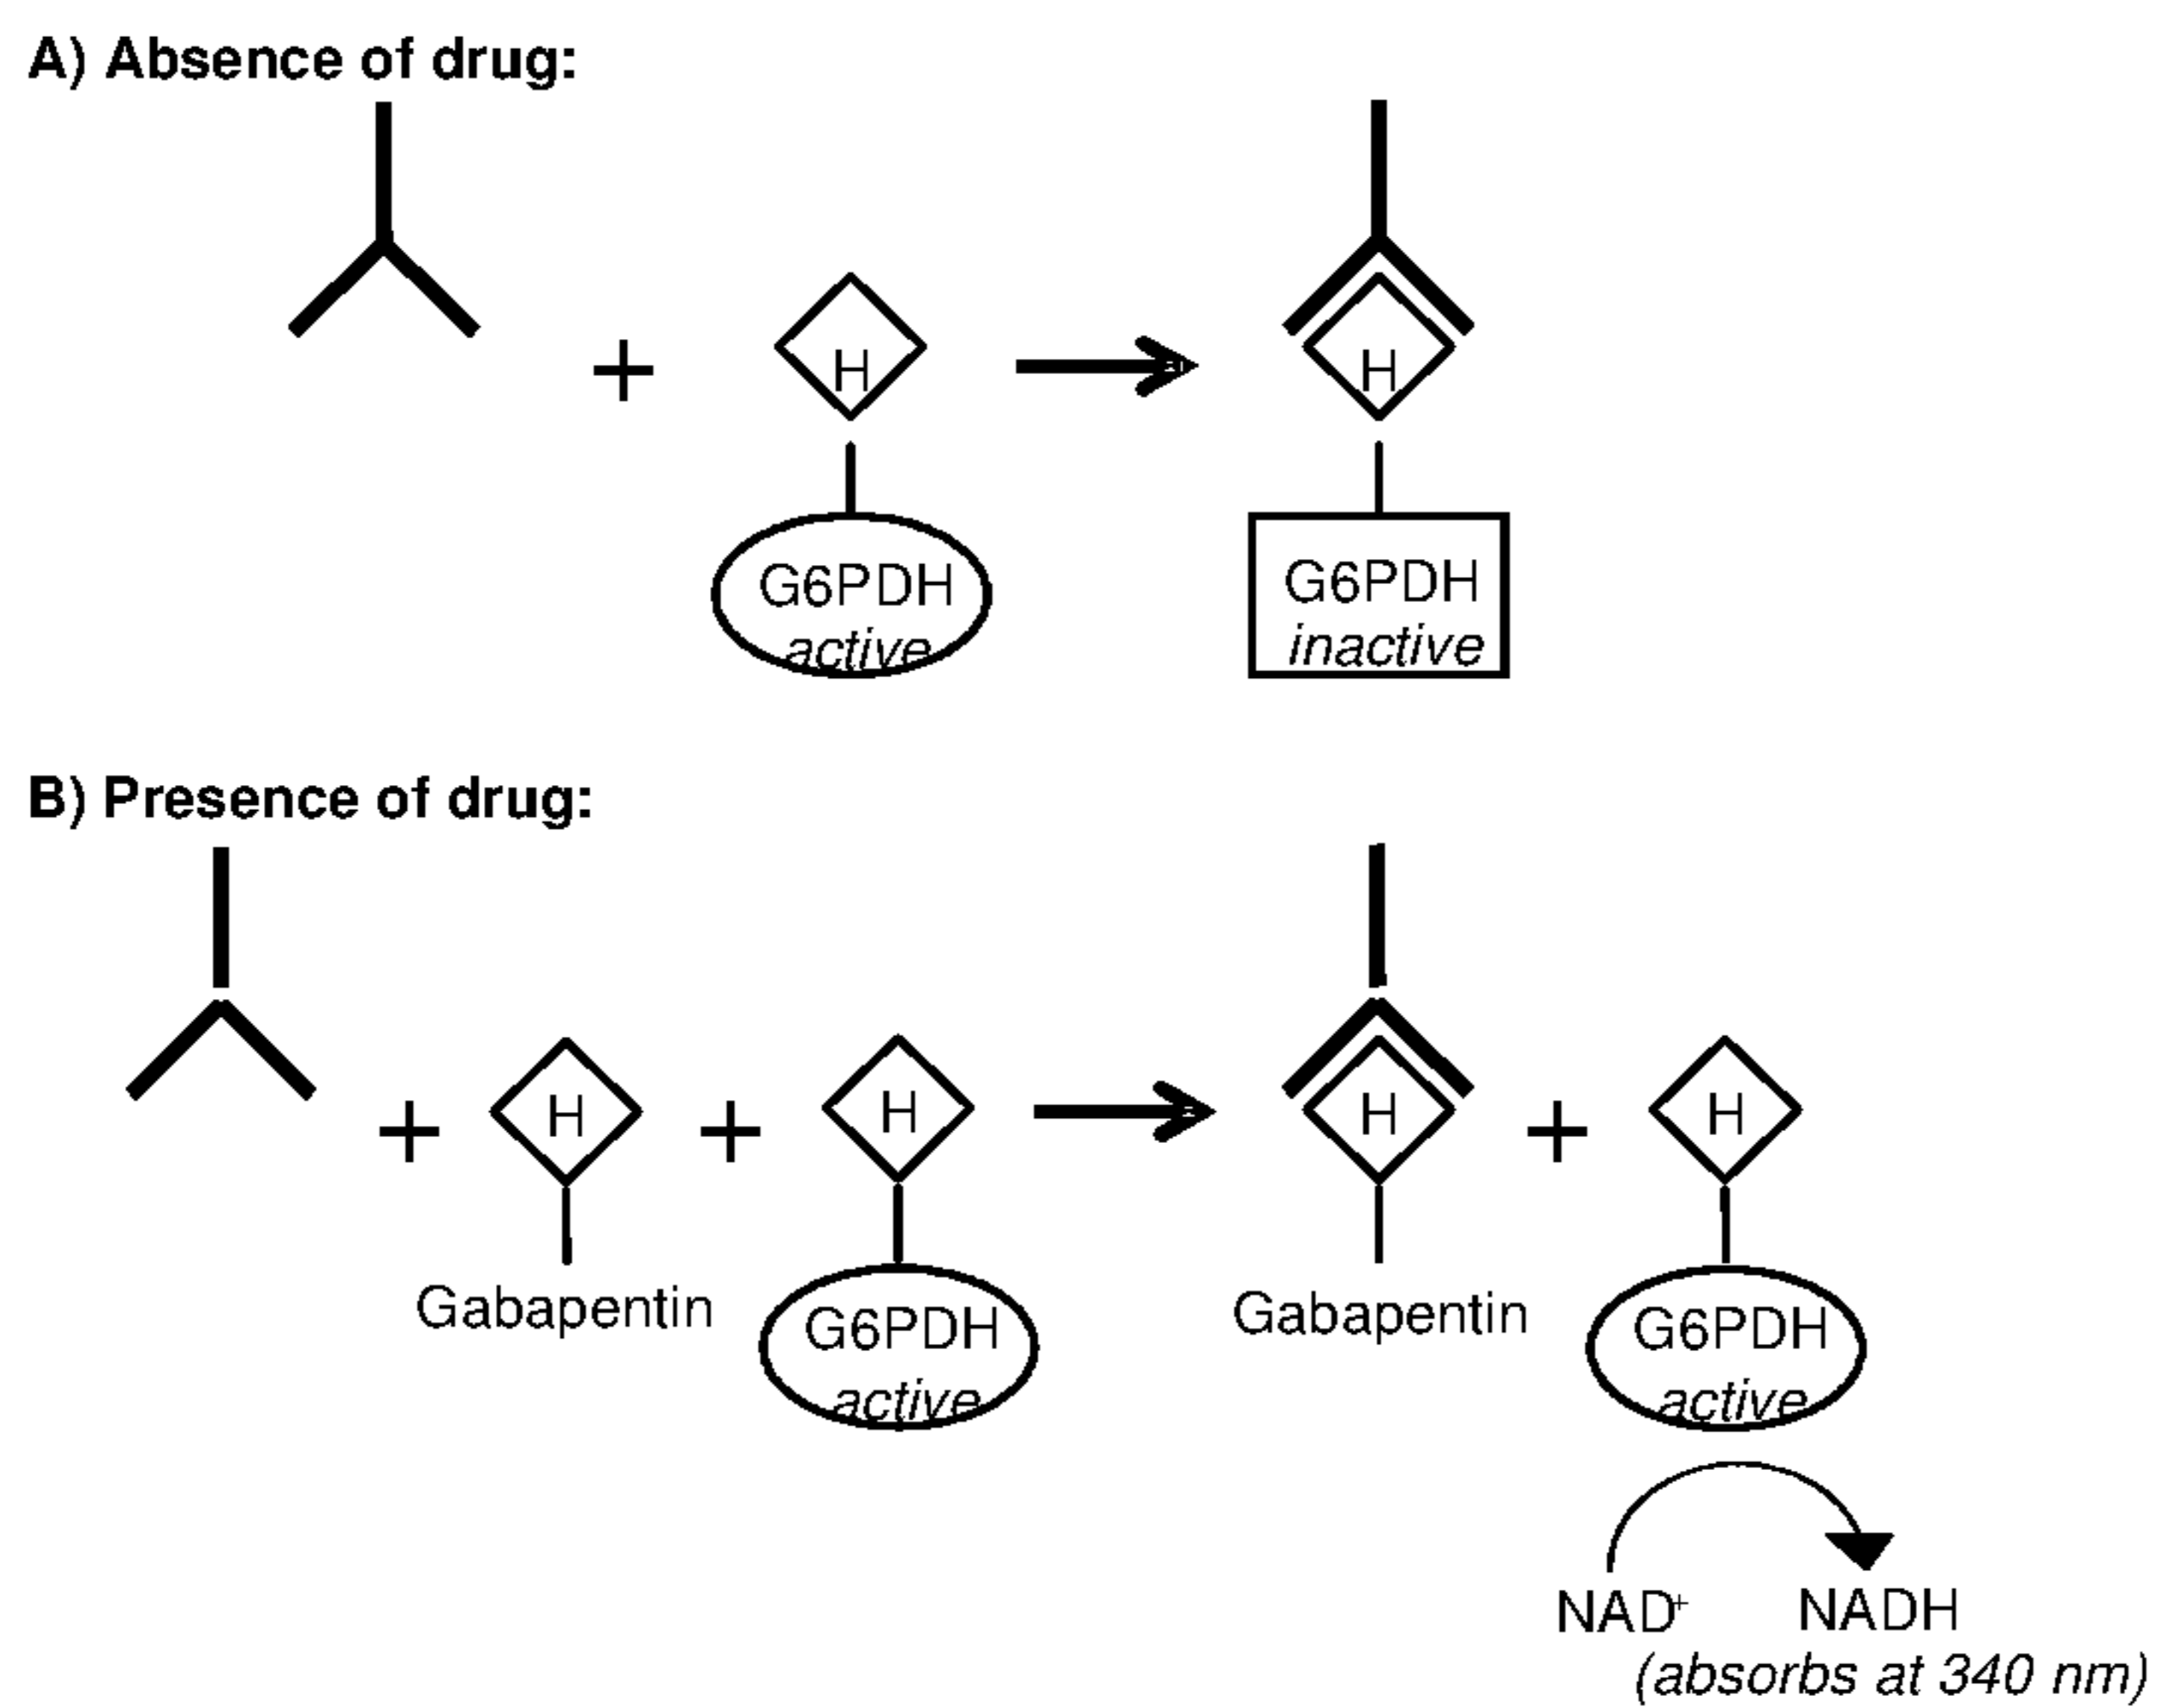 A) Absence of drug:
H
H
G6PDH
active
G6PDH
inactive
B) Presence of drug:
H
H
H
H
Gabapentin
G6PDH
active
Gabapentin
G6PDH
active
NAD+
NADH
(absorbs at 340 nm)